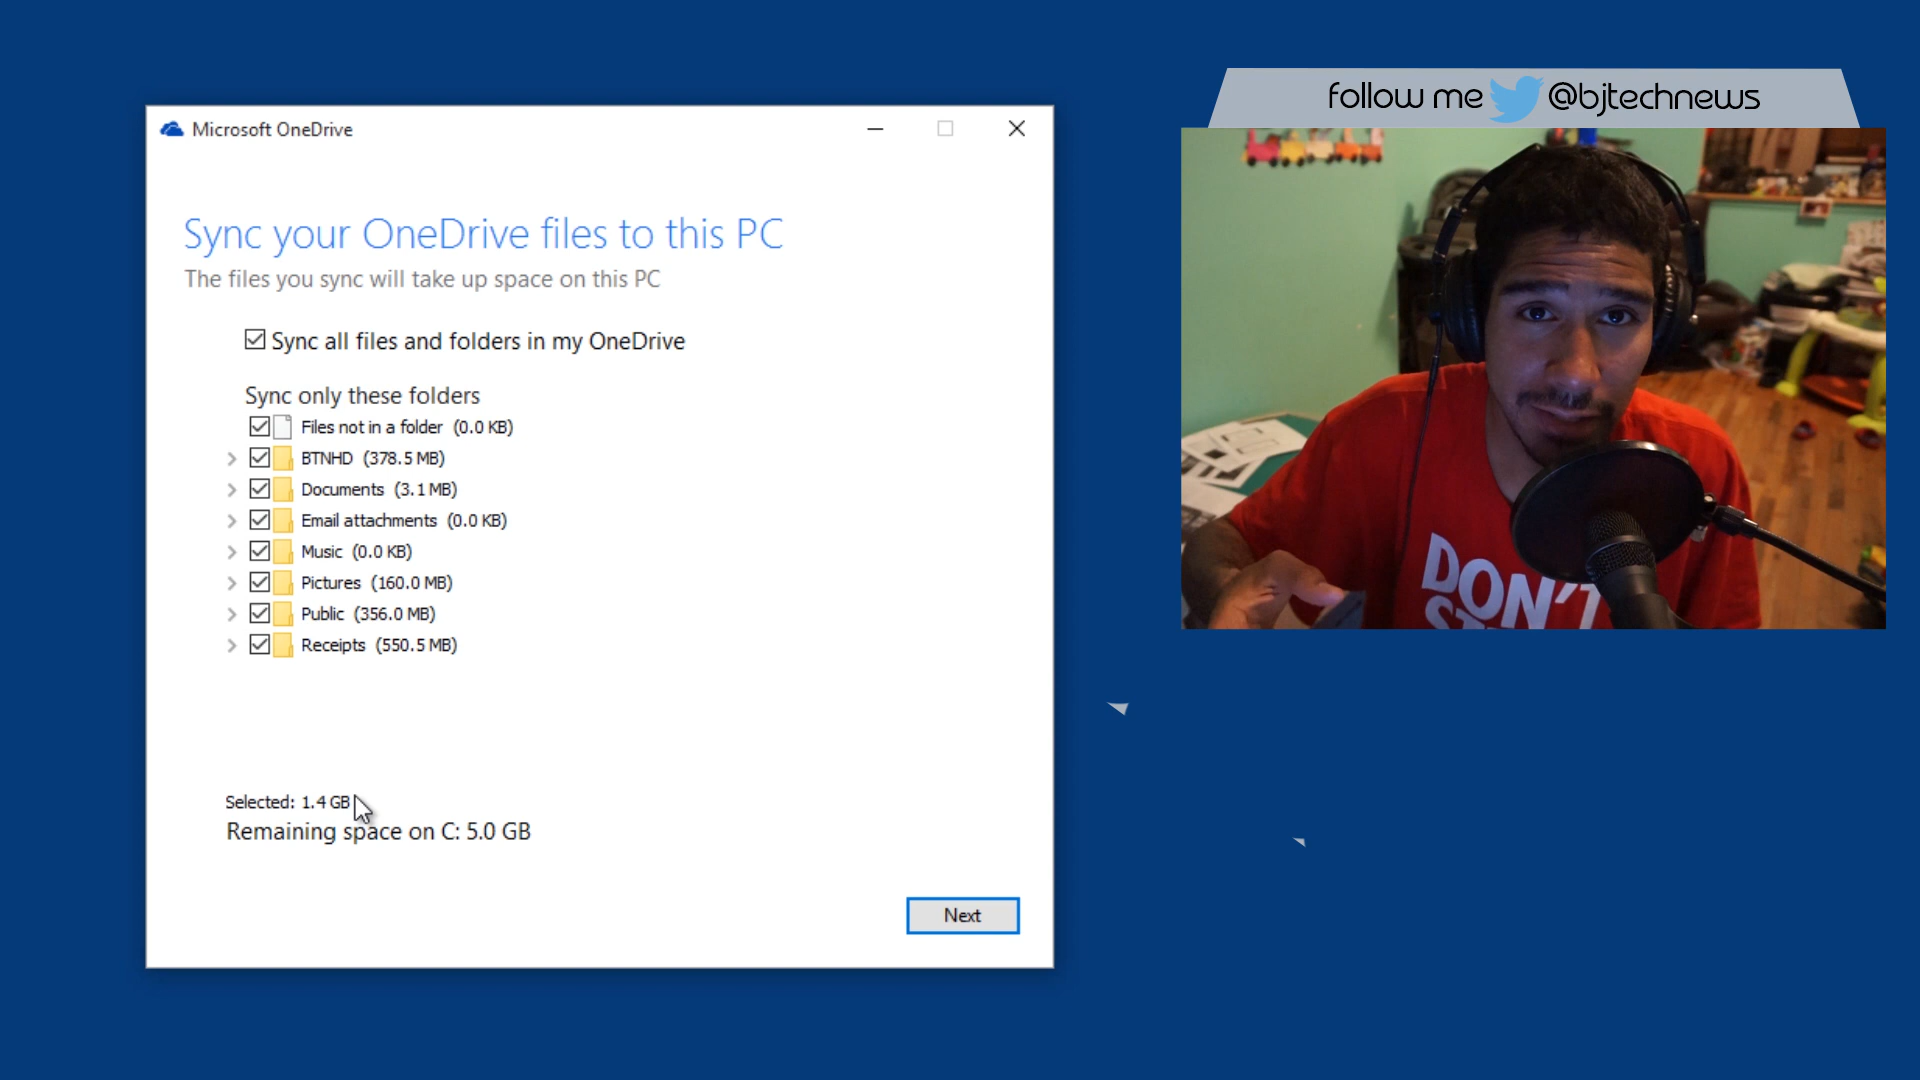 follow me @bjtechnews
Microsoft OneDrive
Sync your OneDrive files to this PC
The files you sync will take up space on this PC
Sync all files and folders in my OneDrive
Sync only these folders
Files not in a folder (0.0 KB)
BTNHD (378.5 MB)
Documents (3.1 MB)
Email attachments (0.0 KB)
Music (0.0 KB)
Pictures (160.0 MB)
Public (356.0 MB)
Receipts (550.5 MB)
Selected: 1.4 GB
Remaining space on C: 5.0 GB
Next
DON'T